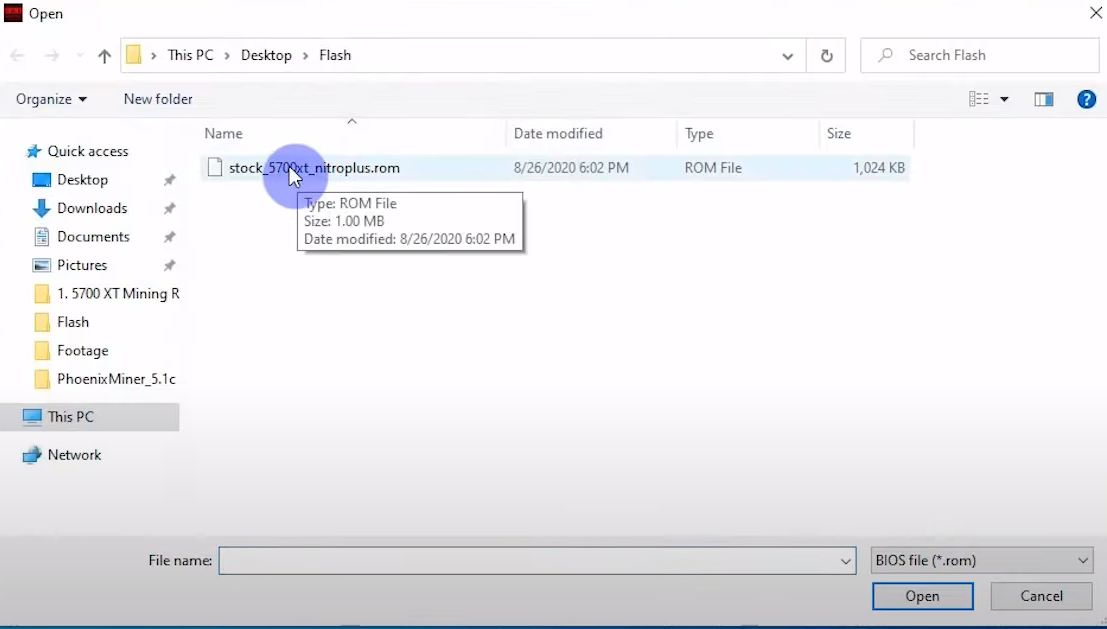 Open
This PC > Desktop > Flash
Search Flash
Organize
New folder
Name
Date modified
Type
Size
Quick access
stock_5700xt_nitroplus.rom 8/26/2020 6:02 PM ROM File 1,024 KB
Desktop
Type: ROM File
Size: 1.00 MB
Date modified: 8/26/2020 6:02 PM
Downloads
Documents
Pictures
1. 5700 XT Mining R
Flash
Footage
PhoenixMiner_5.1c
This PC
Network
File name:
BIOS file (*.rom)
Open
Cancel